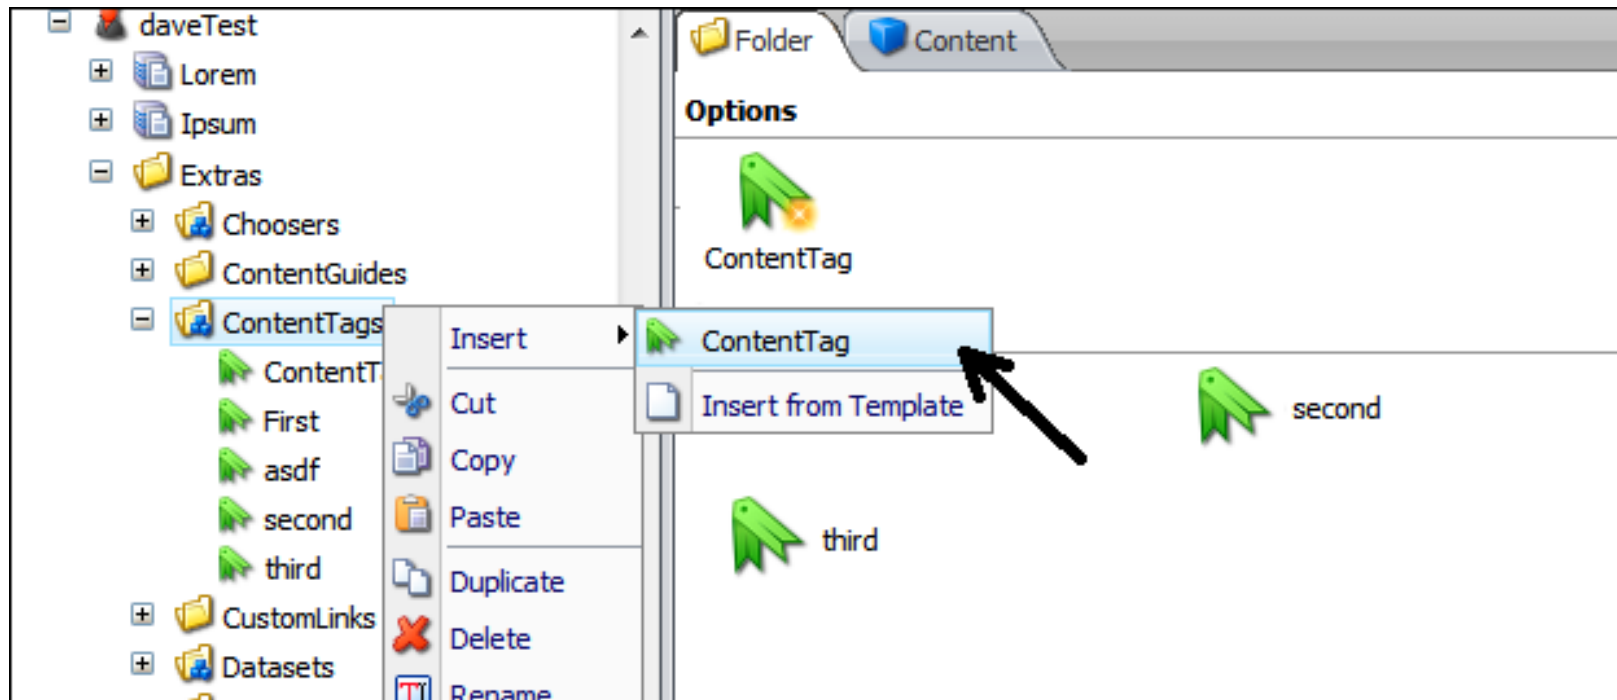 daveTest
Lorem
Ipsum
Extras
Choosers
ContentGuides
ContentTags
First
asdf
second
third
CustomLinks
Datasets
Insert
Cut
Copy
Paste
Duplicate
Delete
Rename
ContentTag
Insert from Template
Folder
Content
Options
ContentTag
second
third